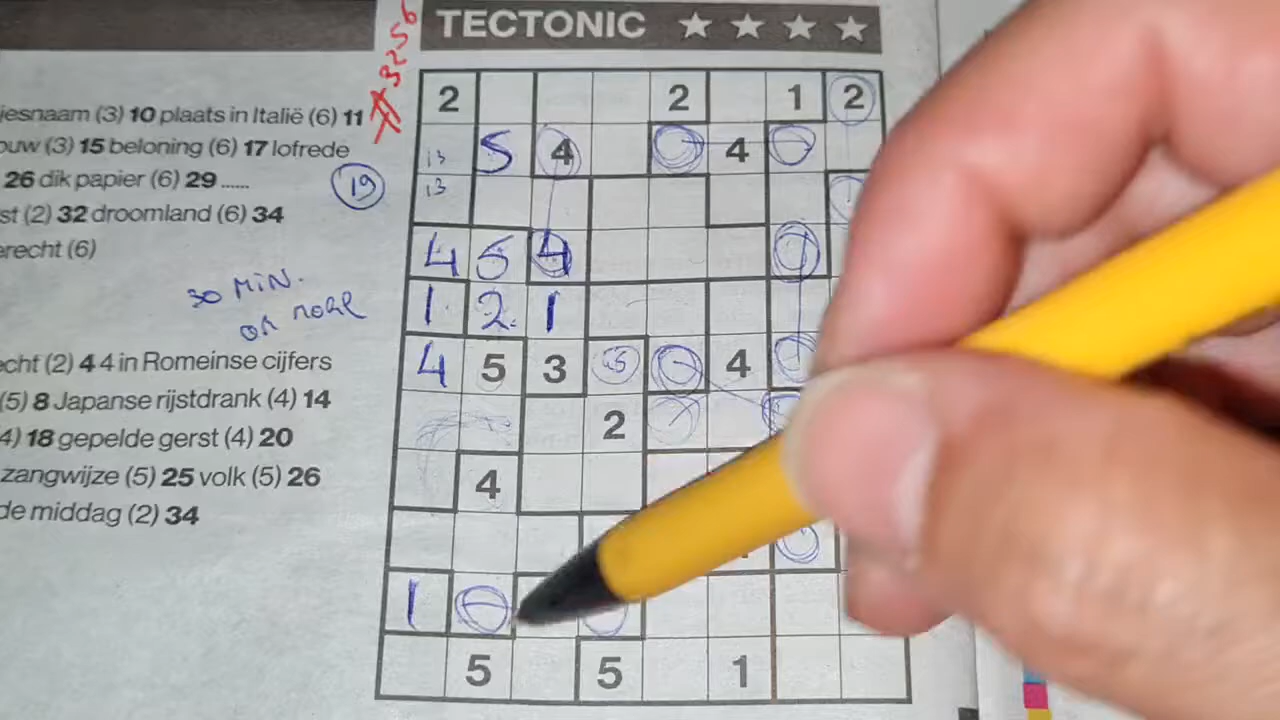 TECTONIC
#3256
jesnaam (3) 10 plaats in Italië (6) 11
ouw (3) 15 beloning (6) 17 lofrede
26 dik papier (6) 29 ......
st (2) 32 droomland (6) 34
erecht (6)
19
30 MIN.
OR MORE
echt (2) 4 4 in Romeinse cijfers
(5) 8 Japanse rijstdrank (4) 14
4) 18 gepelde gerst (4) 20
zangwijze (5) 25 volk (5) 26
de middag (2) 34
2 2 1 2
13 5 4 4
13
4 5 4
1 2 1
4 5 3 45 4
2
4
1
5 5 1